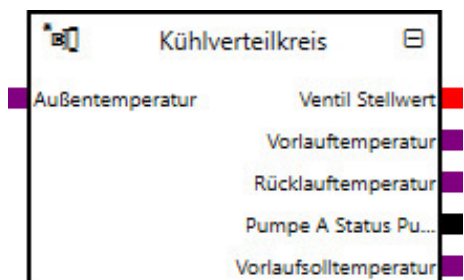 Kühlverteilkreis
Außentemperatur Ventil Stellwert
Vorlauftemperatur
Rücklauftemperatur
Pumpe A Status Pu...
Vorlaufsolltemperatur